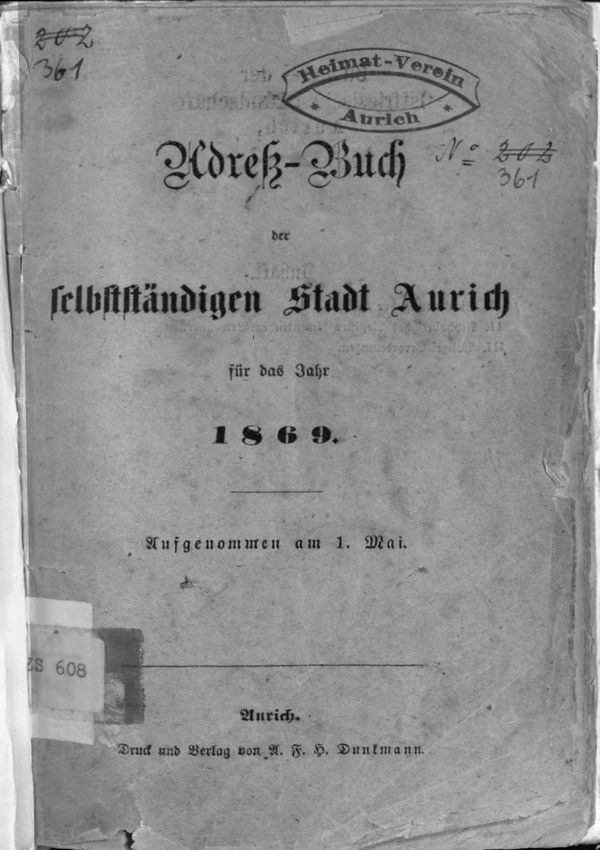 202
361
Heimat-Verein
Aurich
Adreß-Buch
No 202
361
der
selbstständigen Stadt Aurich
für das Jahr
1869.
Aufgenommen am 1. Mai.
ZS 608
Aurich.
Druck und Verlag von A. F. H. Dunkmann.